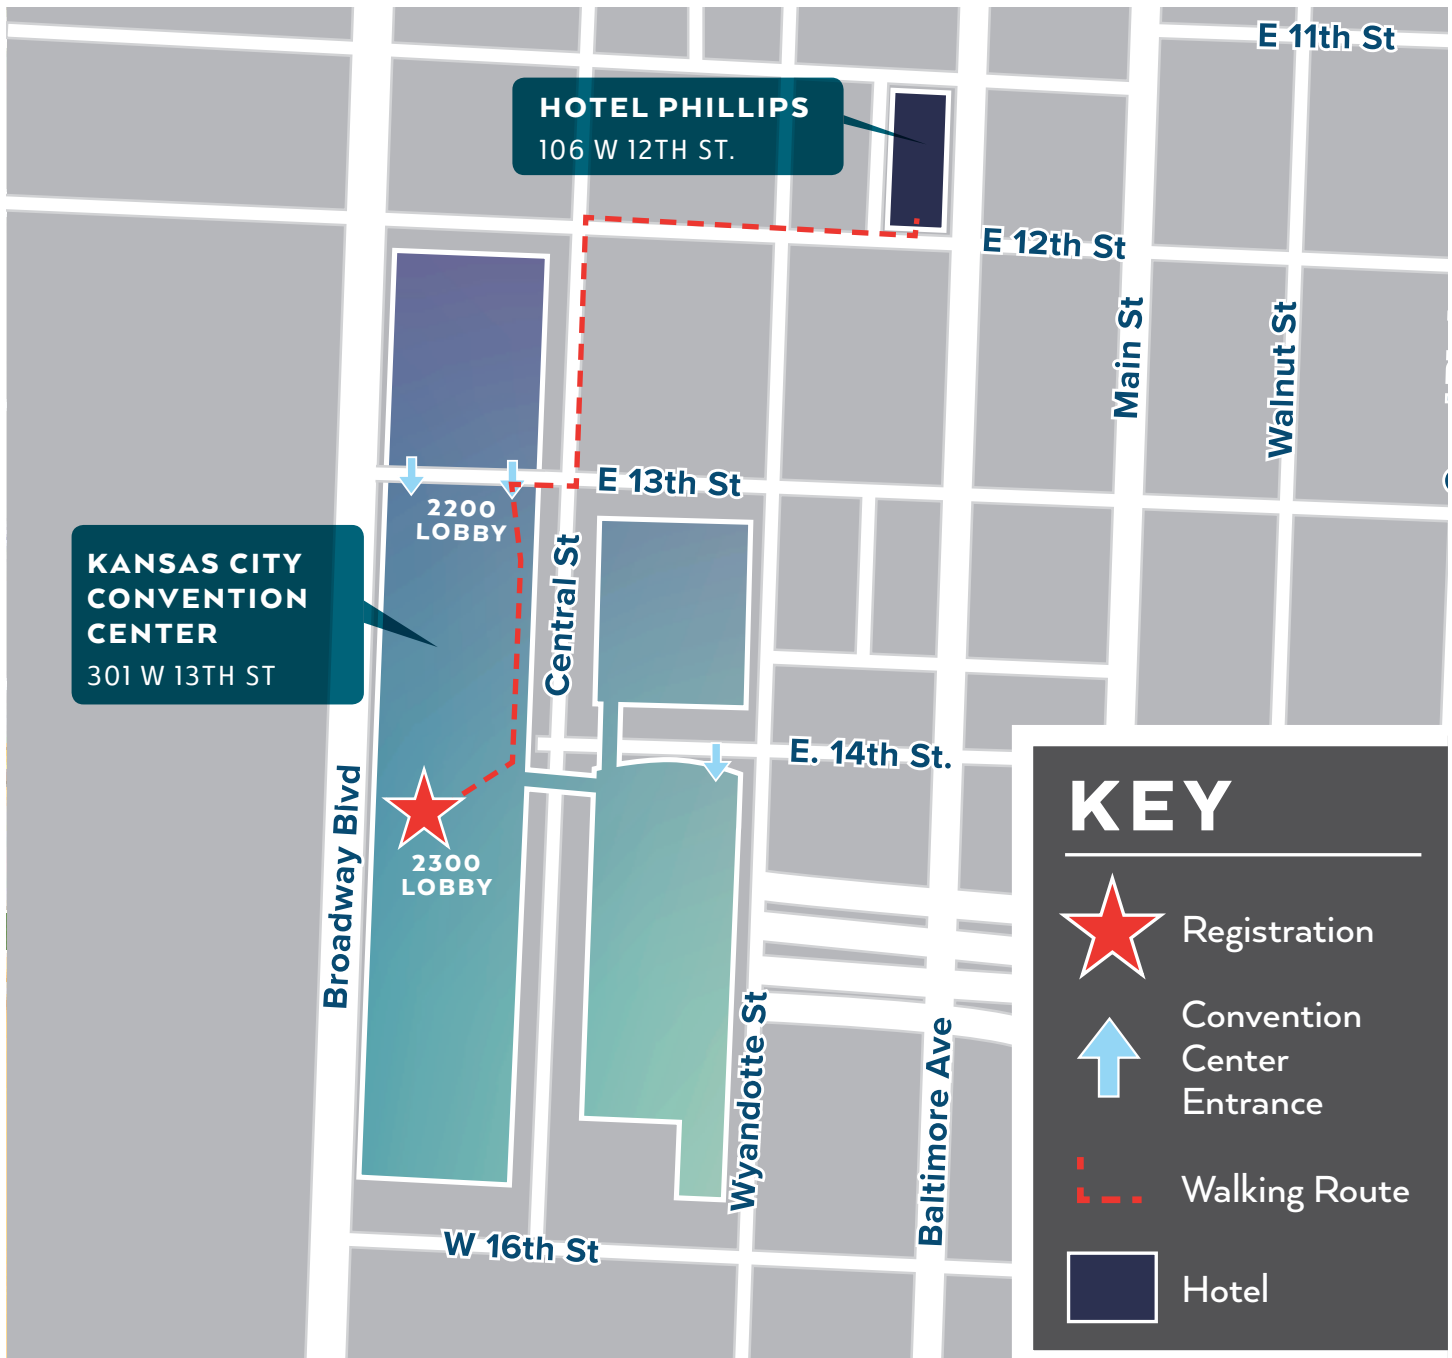 E 11th St
HOTEL PHILLIPS
106 W 12TH ST.
E 12th St
Main St
Walnut St
E 13th St
2200
LOBBY
KANSAS CITY
CONVENTION
CENTER
301 W 13TH ST
Central St
E. 14th St.
Broadway Blvd
2300
LOBBY
Wyandotte St
Baltimore Ave
W 16th St
KEY
Registration
Convention
Center
Entrance
Walking Route
Hotel